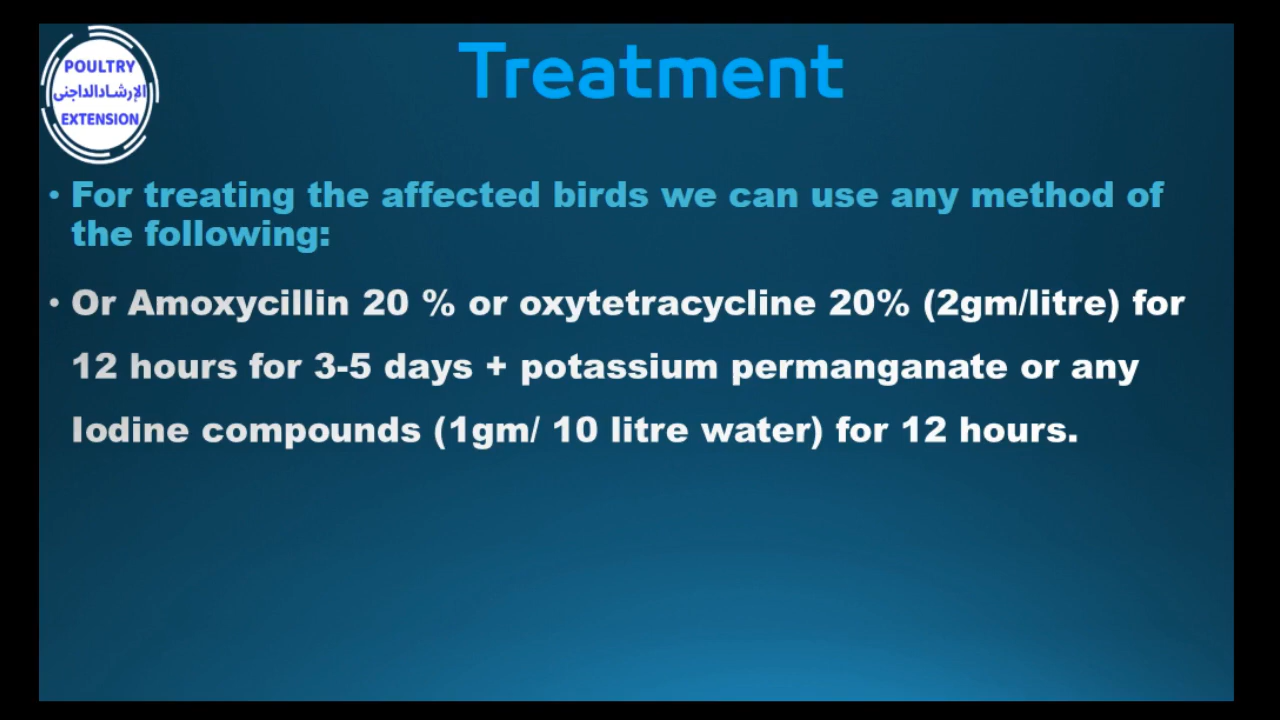 POULTRY
الإرشادالداجنى
EXTENSION
Treatment
• For treating the affected birds we can use any method of
the following:
• Or Amoxycillin 20 % or oxytetracycline 20% (2gm/litre) for
12 hours for 3-5 days + potassium permanganate or any
Iodine compounds (1gm/ 10 litre water) for 12 hours.